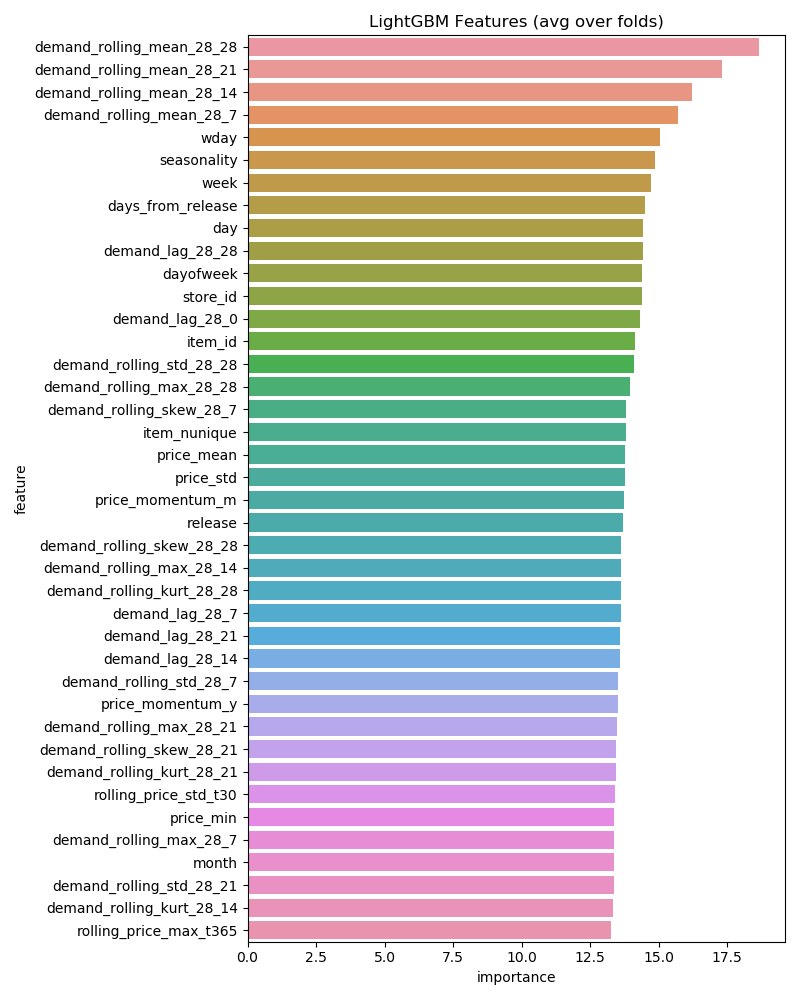 LightGBM Features (avg over folds)
feature
demand_rolling_mean_28_28
demand_rolling_mean_28_21
demand_rolling_mean_28_14
demand_rolling_mean_28_7
wday
seasonality
week
days_from_release
day
demand_lag_28_28
dayofweek
store_id
demand_lag_28_0
item_id
demand_rolling_std_28_28
demand_rolling_max_28_28
demand_rolling_skew_28_7
item_nunique
price_mean
price_std
price_momentum_m
release
demand_rolling_skew_28_28
demand_rolling_max_28_14
demand_rolling_kurt_28_28
demand_lag_28_7
demand_lag_28_21
demand_lag_28_14
demand_rolling_std_28_7
price_momentum_y
demand_rolling_max_28_21
demand_rolling_skew_28_21
demand_rolling_kurt_28_21
rolling_price_std_t30
price_min
demand_rolling_max_28_7
month
demand_rolling_std_28_21
demand_rolling_kurt_28_14
rolling_price_max_t365
0.0 2.5 5.0 7.5 10.0 12.5 15.0 17.5
importance